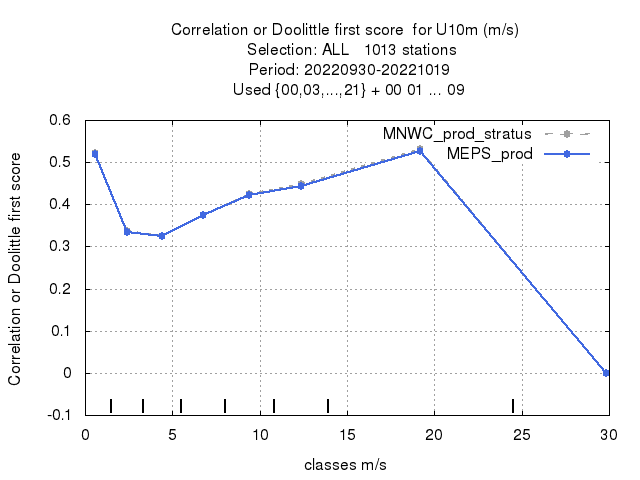 Correlation or Doolittle first score  for U10m (m/s)
Selection: ALL   1013 stations
Period: 20220930-20221019
Used {00,03,...,21} + 00 01 ... 09
MNWC_prod_stratus
MEPS_prod
Correlation or Doolittle first score
0.6
0.5
0.4
0.3
0.2
0.1
0
-0.1
0 5 10 15 20 25 30
classes m/s